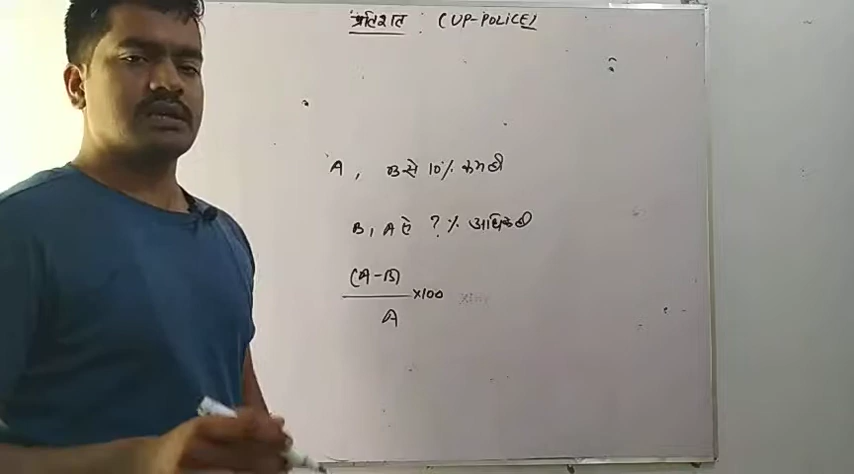 प्रतिशत : (UP-POLICE)
A, B से 10% कम है
B, A से ? % अधिक है
(A-B)
A
×100